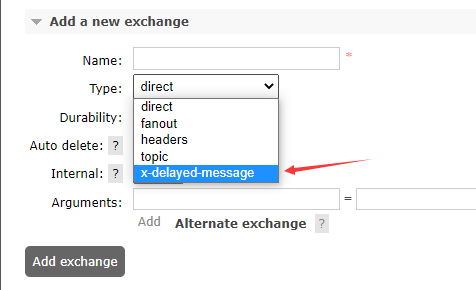 Add a new exchange
Name: *
Type: direct
direct
Durability: fanout
headers
Auto delete: ? topic
Internal: ? x-delayed-message
Arguments: =
Add Alternate exchange ?
Add exchange